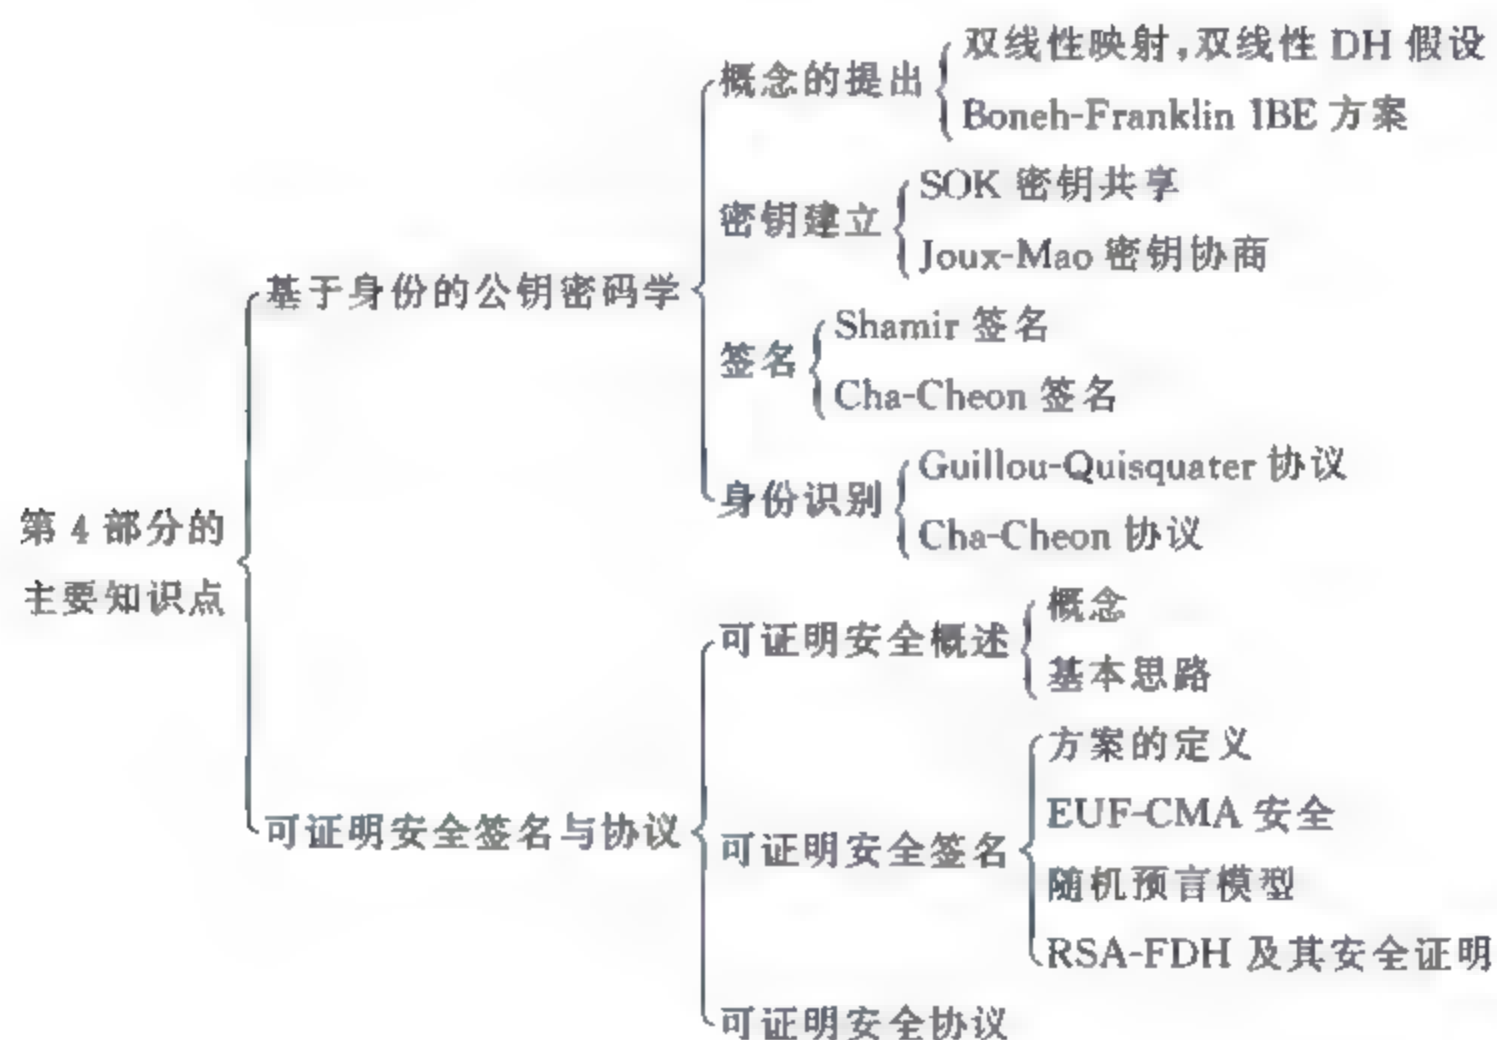 双线性映射,双线性 DH 假设
概念的提出
Boneh-Franklin IBE 方案
SOK 密钥共享
密钥建立
Joux-Mao 密钥协商
基于身份的公钥密码学
Shamir 签名
签名
Cha-Cheon 签名
Guillou-Quisquater 协议
身份识别
Cha-Cheon 协议
第 4 部分的
主要知识点
概念
可证明安全概述
基本思路
方案的定义
EUF-CMA 安全
可证明安全签名与协议
可证明安全签名
随机预言模型
RSA-FDH 及其安全证明
可证明安全协议